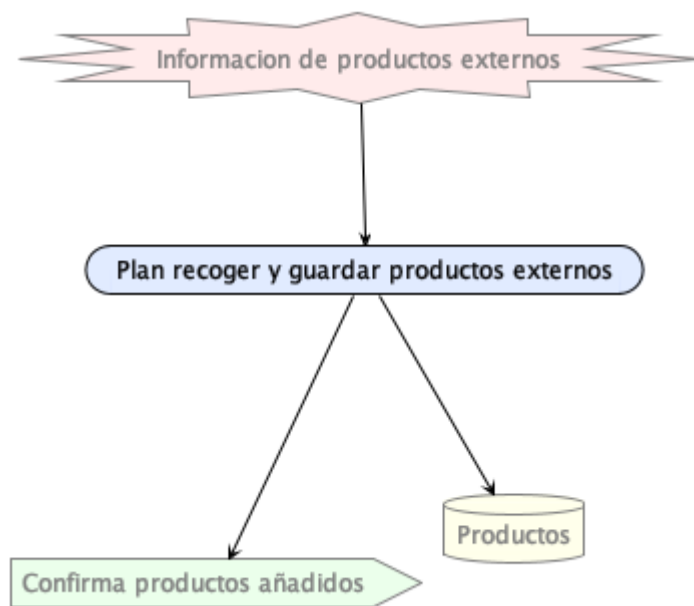 Informacion de productos externos
Plan recoger y guardar productos externos
Productos
Confirma productos añadidos